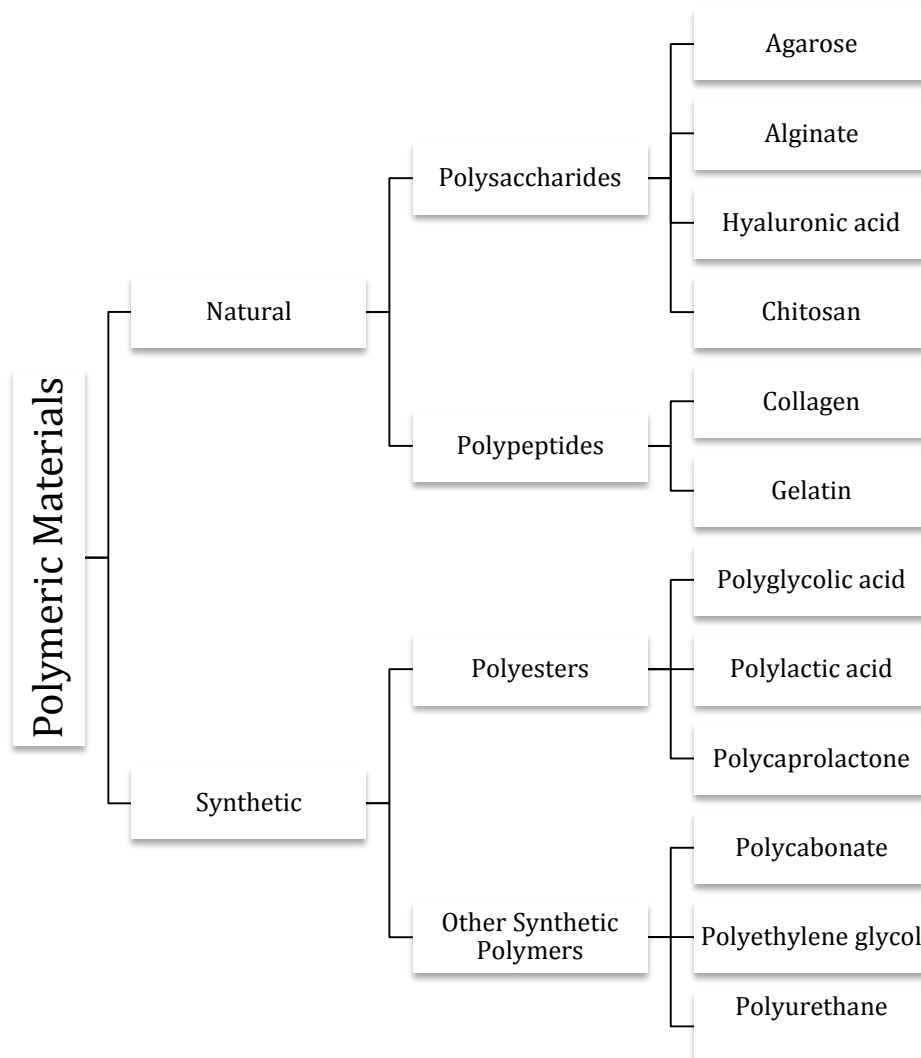 Polymeric Materials
Natural
Polysaccharides
Agarose
Alginate
Hyaluronic acid
Chitosan
Polypeptides
Collagen
Gelatin
Synthetic
Polyesters
Polyglycolic acid
Polylactic acid
Polycaprolactone
Other Synthetic
Polymers
Polycabonate
Polyethylene glycol
Polyurethane